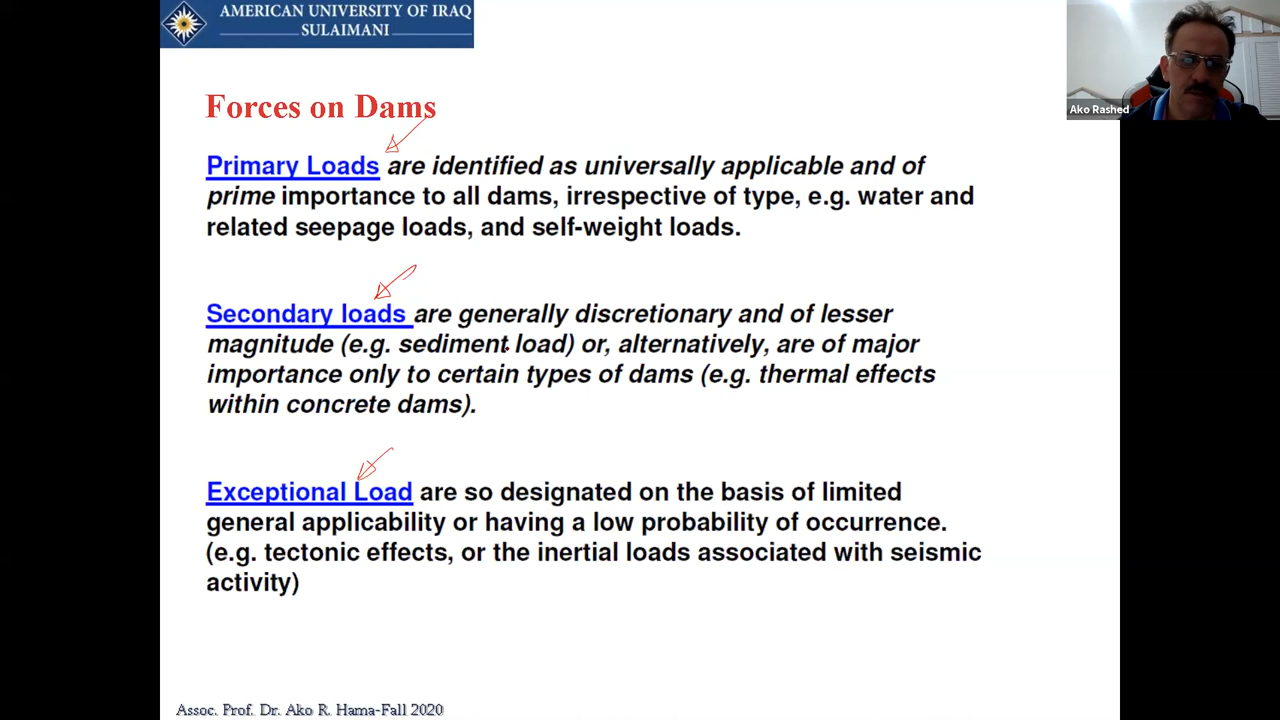 AMERICAN UNIVERSITY OF IRAQ
SULAIMANI
Ako Rashed
Forces on Dams
Primary Loads are identified as universally applicable and of
prime importance to all dams, irrespective of type, e.g. water and
related seepage loads, and self-weight loads.
Secondary loads are generally discretionary and of lesser
magnitude (e.g. sediment load) or, alternatively, are of major
importance only to certain types of dams (e.g. thermal effects
within concrete dams).
Exceptional Load are so designated on the basis of limited
general applicability or having a low probability of occurrence.
(e.g. tectonic effects, or the inertial loads associated with seismic
activity)
Assoc. Prof. Dr. Ako R. Hama-Fall 2020